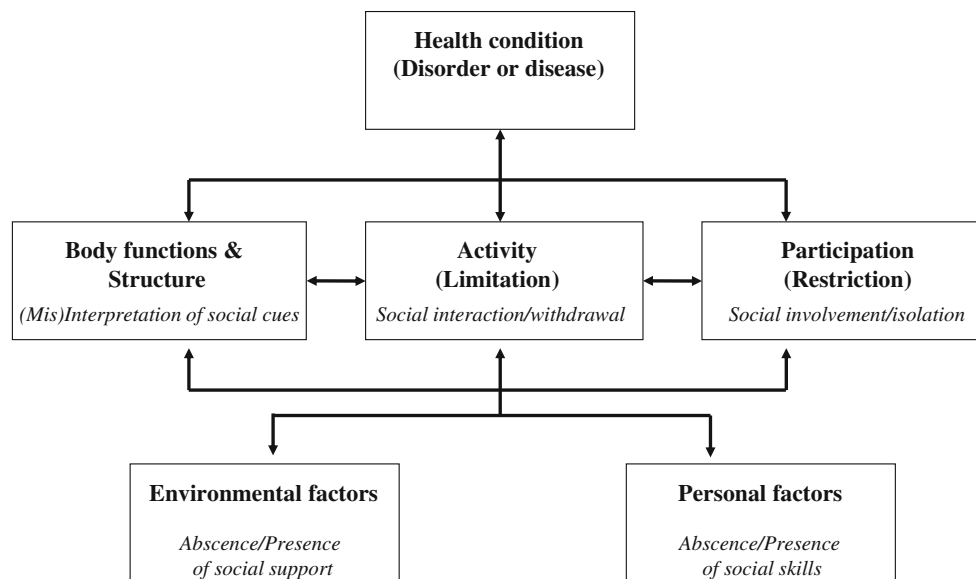 Health condition
(Disorder or disease)
Body functions &
Structure
(Mis)Interpretation of social cues
Activity
(Limitation)
Social interaction/withdrawal
Participation
(Restriction)
Social involvement/isolation
Environmental factors
Abscence/Presence
of social support
Personal factors
Abscence/Presence
of social skills